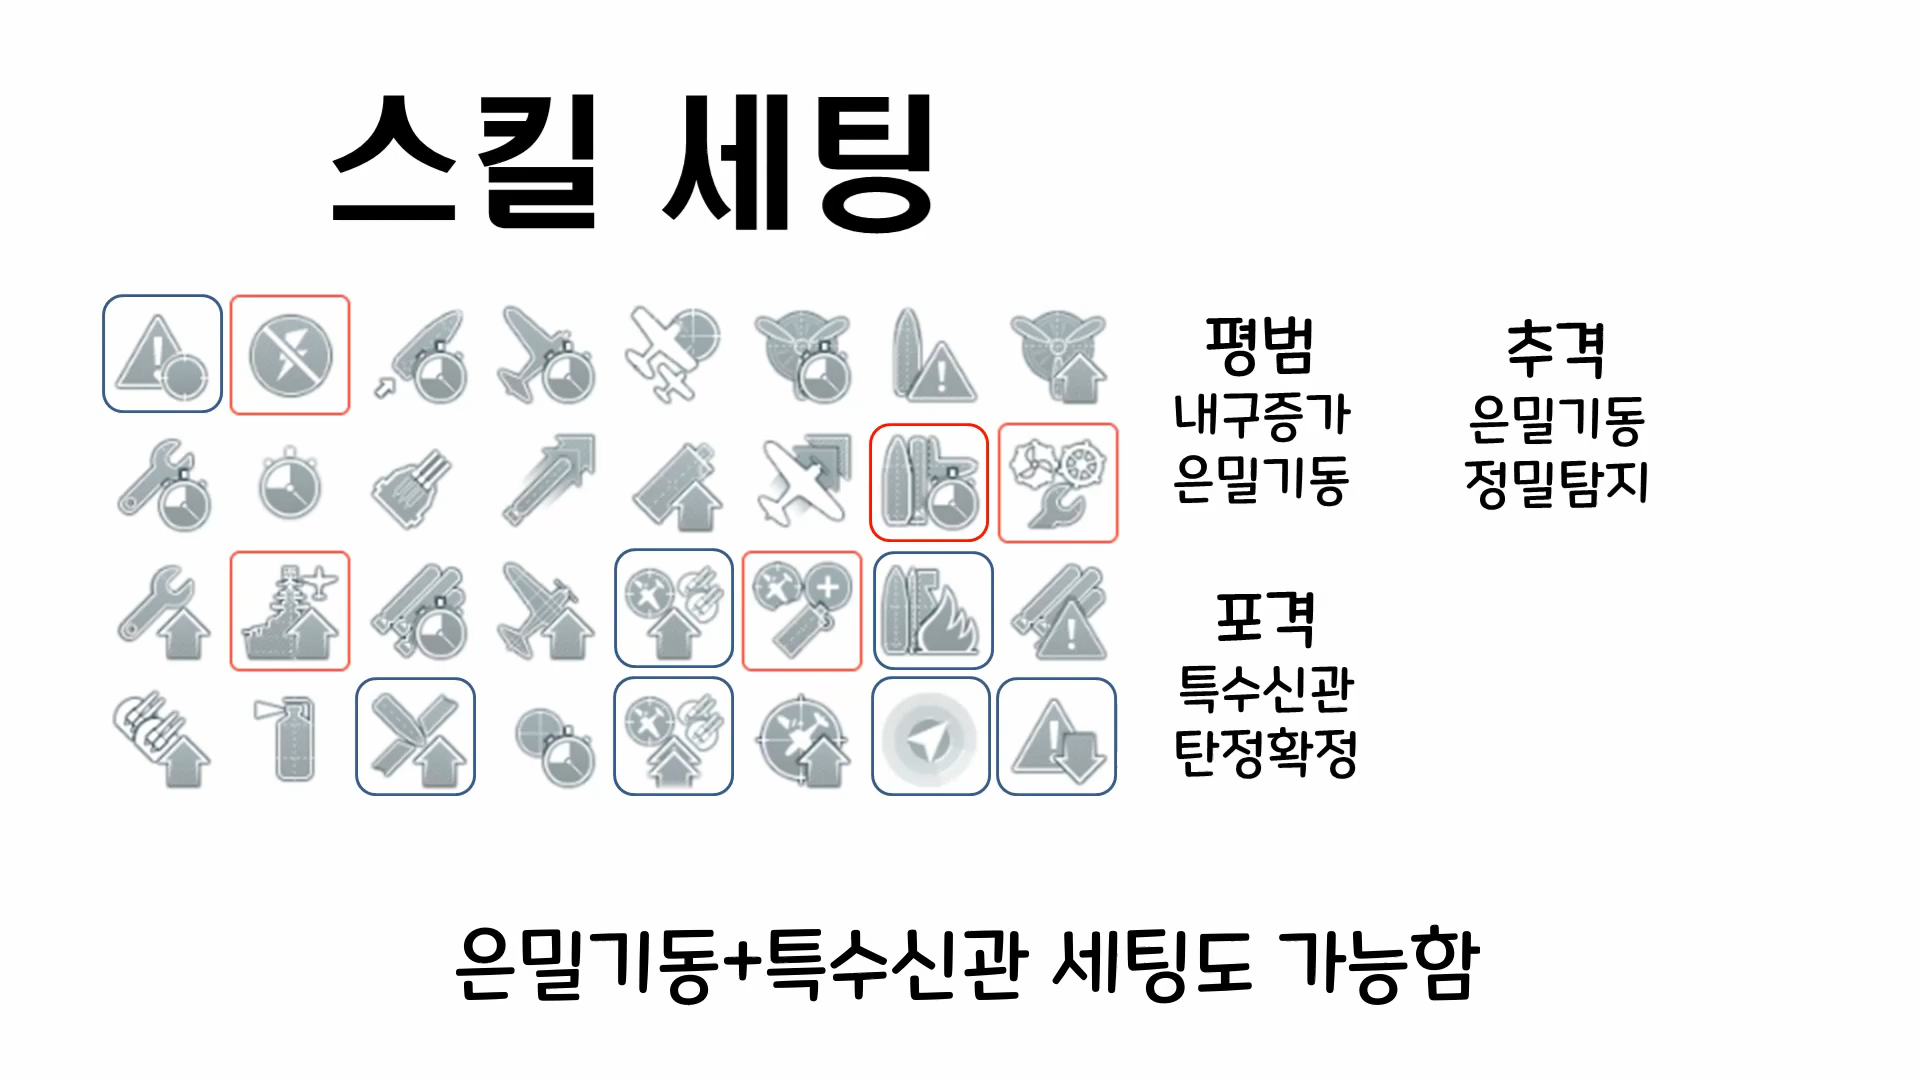 스킬 세팅
평범
내구증가
은밀기동
추격
은밀기동
정밀탐지
포격
특수신관
탄정확정
은밀기동+특수신관 세팅도 가능함